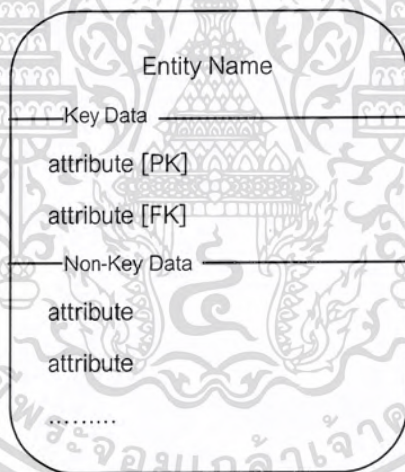 Entity Name
Key Data
attribute [PK]
attribute [FK]
Non-Key Data
attribute
attribute
.........